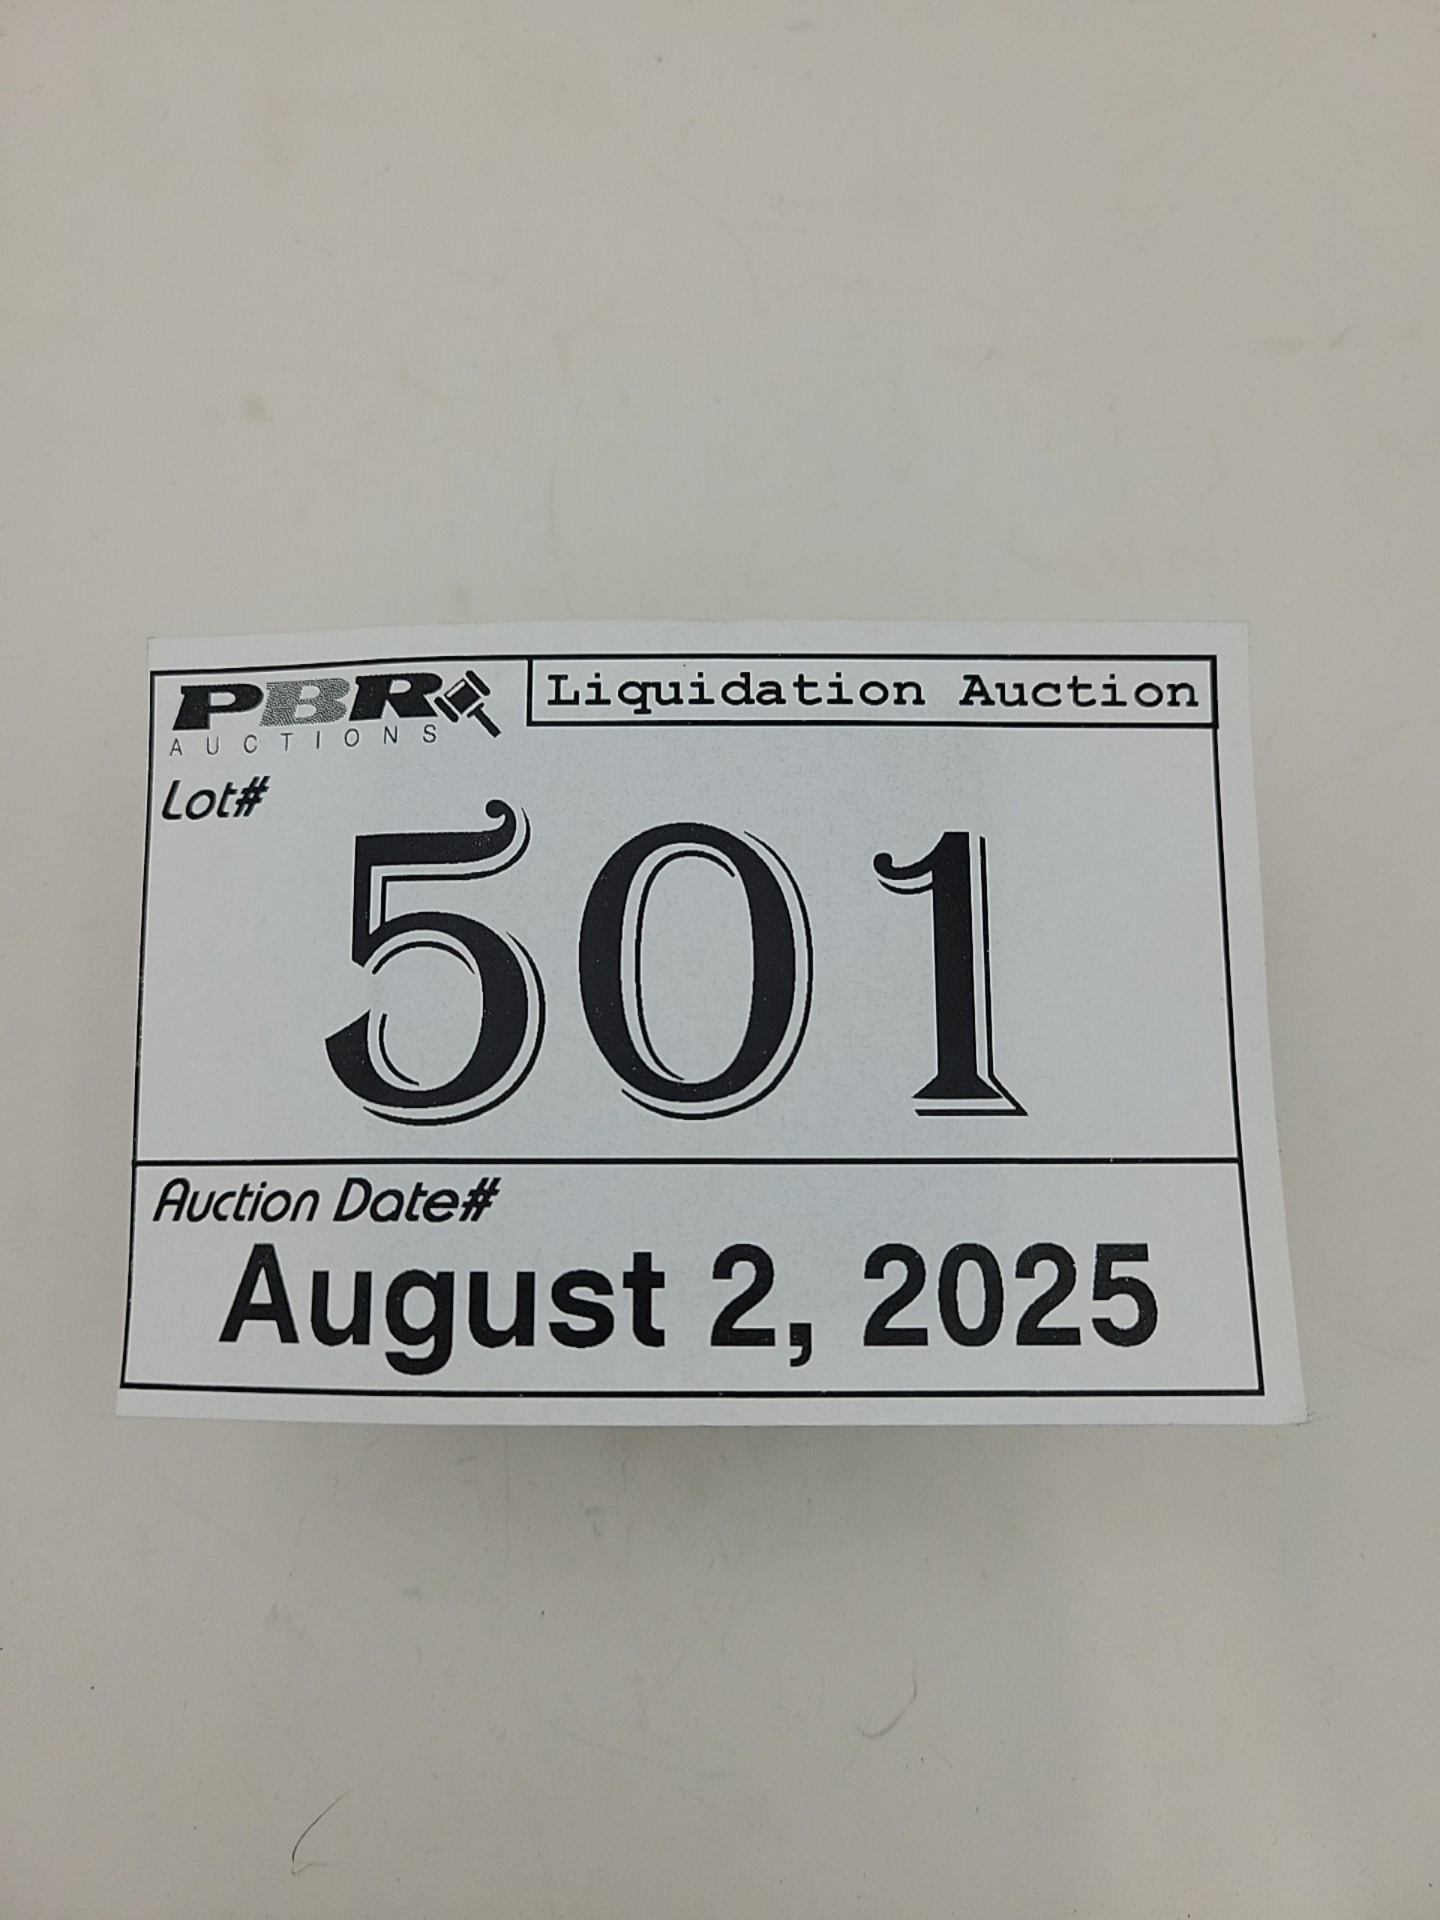 PBR
AUCTIONS
Liquidation Auction
Lot#
501
Auction Date#
August 2, 2025